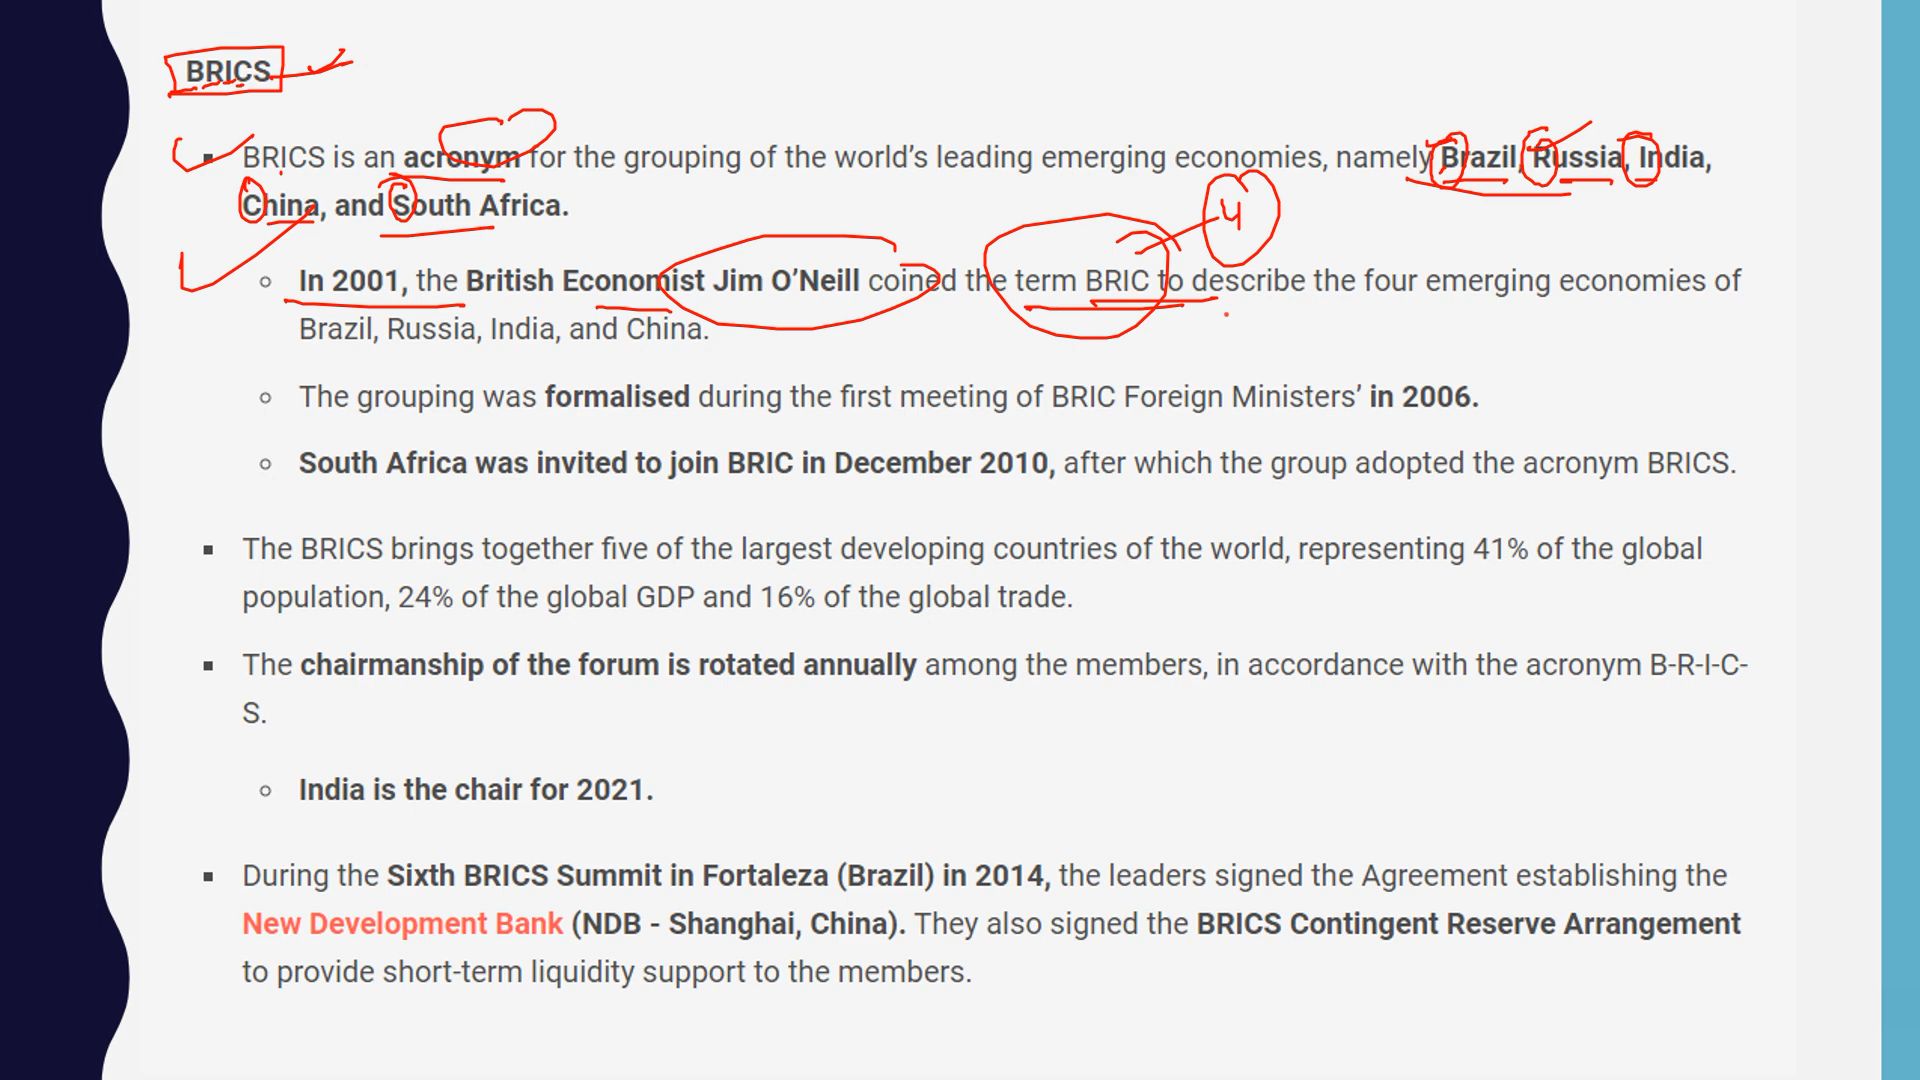 BRICS
BRICS is an acronym for the grouping of the world’s leading emerging economies, namely Brazil, Russia, India,
China, and South Africa.
4
In 2001, the British Economist Jim O’Neill coined the term BRIC to describe the four emerging economies of
Brazil, Russia, India, and China.
The grouping was formalised during the first meeting of BRIC Foreign Ministers’ in 2006.
South Africa was invited to join BRIC in December 2010, after which the group adopted the acronym BRICS.
The BRICS brings together five of the largest developing countries of the world, representing 41% of the global
population, 24% of the global GDP and 16% of the global trade.
The chairmanship of the forum is rotated annually among the members, in accordance with the acronym B-R-I-C-
S.
India is the chair for 2021.
During the Sixth BRICS Summit in Fortaleza (Brazil) in 2014, the leaders signed the Agreement establishing the
New Development Bank (NDB - Shanghai, China). They also signed the BRICS Contingent Reserve Arrangement
to provide short-term liquidity support to the members.